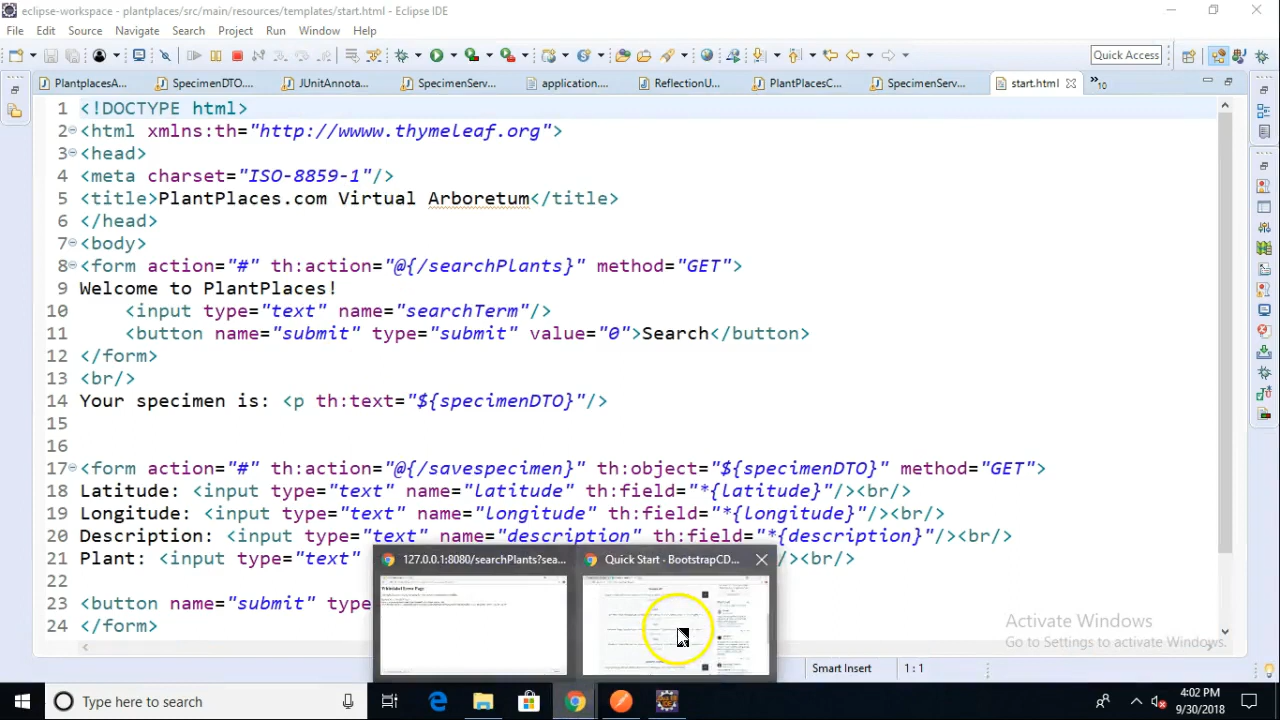 eclipse-workspace - plantplaces/src/main/resources/templates/start.html - Eclipse IDE
File Edit Source Navigate Search Project Run Window Help
Quick Access
PlantplacesA... SpecimenDTO.... JUnitAnnota... SpecimenServ... application.... ReflectionU... PlantPlacesC... SpecimenServ... start.html »10
1 <!DOCTYPE html>
2 <html xmlns:th="http://wwww.thymeleaf.org">
3 <head>
4 <meta charset="ISO-8859-1"/>
5 <title>PlantPlaces.com Virtual Arboretum</title>
6 </head>
7 <body>
8 <form action="#" th:action="@{/searchPlants}" method="GET">
9 Welcome to PlantPlaces!
10 <input type="text" name="searchTerm"/>
11 <button name="submit" type="submit" value="0">Search</button>
12 </form>
13 <br/>
14 Your specimen is: <p th:text="${specimenDTO}"/>
15
16
17 <form action="#" th:action="@{/savespecimen}" th:object="${specimenDTO}" method="GET">
18 Latitude: <input type="text" name="latitude" th:field="*{latitude}"/><br/>
19 Longitude: <input type="text" name="longitude" th:field="*{longitude}"/><br/>
20 Description: <input type="text" name="description" th:field="*{description}"/><br/>
21 Plant: <input type="text" /><br/>
22
23 <button name="submit" type
24 </form>
127.0.0.1:8080/searchPlants?sea... Quick Start - BootstrapCD...
Whitelabel Error Page
Activate Windows
Go to Settings to activate Windows.
Smart Insert 1 : 1
Type here to search
4:02 PM
9/30/2018